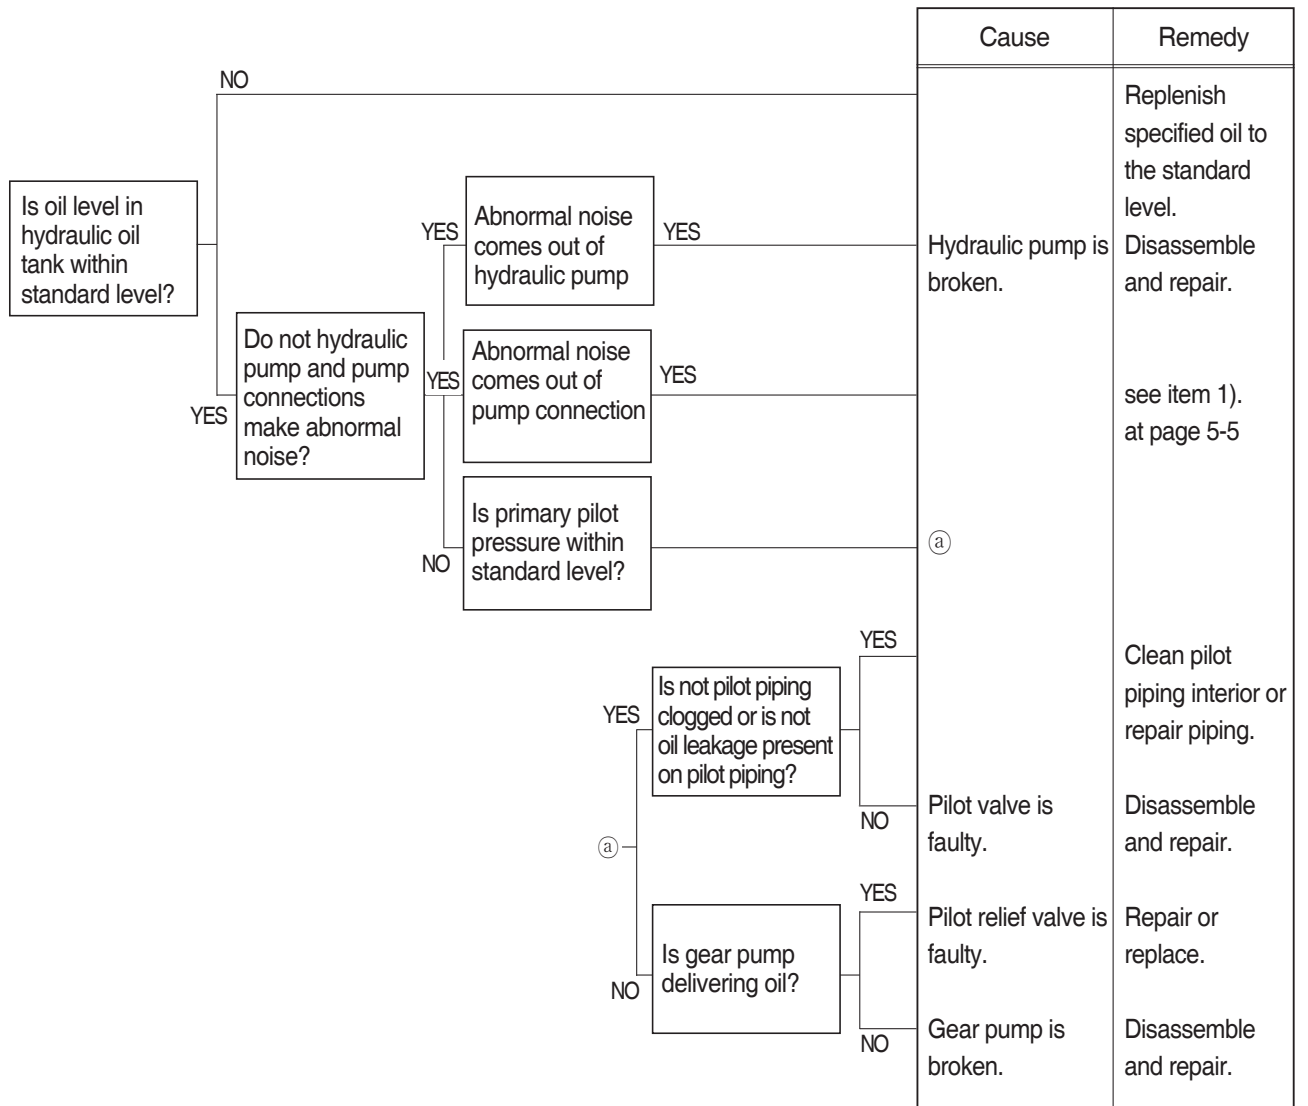 Cause
Remedy
NO
Replenish
specified oil to
the standard
level.
Is oil level in
hydraulic oil
tank within
standard level?
YES
Abnormal noise
comes out of
hydraulic pump
YES
Hydraulic pump is
broken.
Disassemble
and repair.
YES
Do not hydraulic
pump and pump
connections
make abnormal
noise?
YES
Abnormal noise
comes out of
pump connection
YES
see item 1).
at page 5-5
NO
Is primary pilot
pressure within
standard level?
ⓐ
ⓐ
YES
Is not pilot piping
clogged or is not
oil leakage present
on pilot piping?
YES
Clean pilot
piping interior or
repair piping.
NO
Pilot valve is
faulty.
Disassemble
and repair.
NO
Is gear pump
delivering oil?
YES
Pilot relief valve is
faulty.
Repair or
replace.
NO
Gear pump is
broken.
Disassemble
and repair.